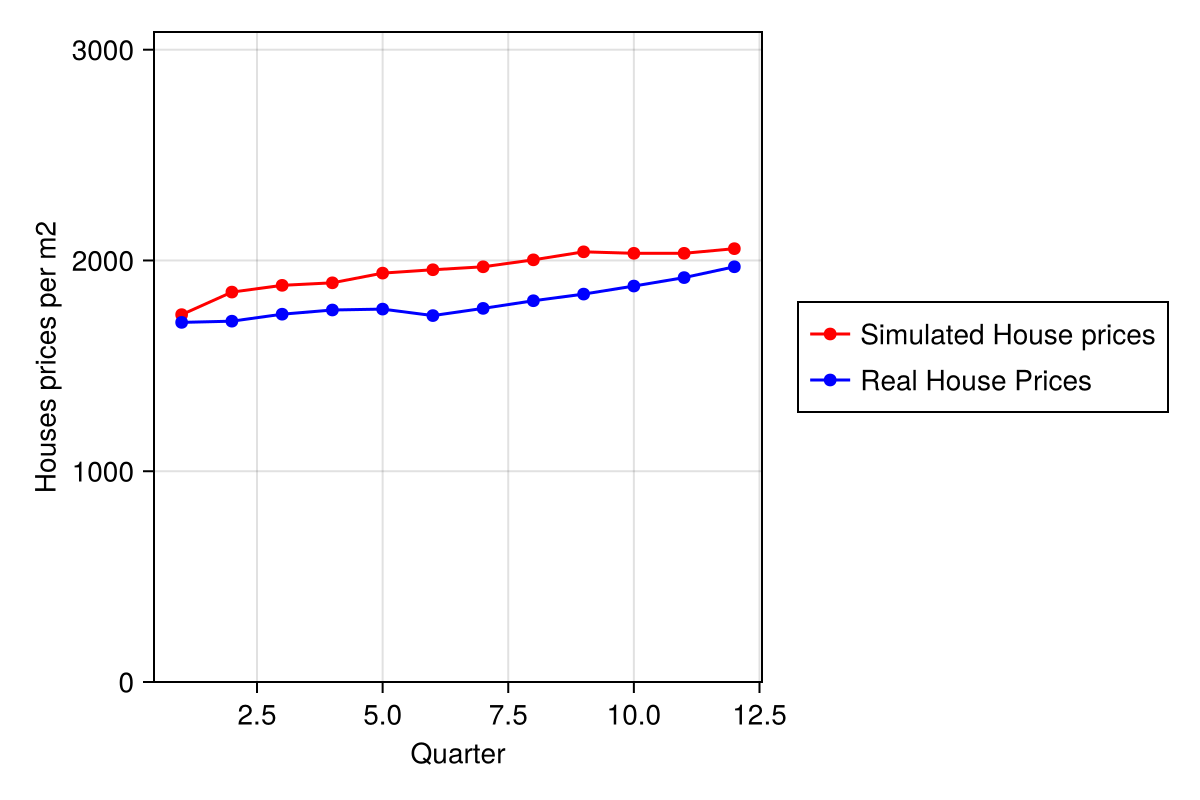 3000
2000
1000
0
Houses prices per m2
2.5 5.0 7.5 10.0 12.5
Quarter
Simulated House prices
Real House Prices